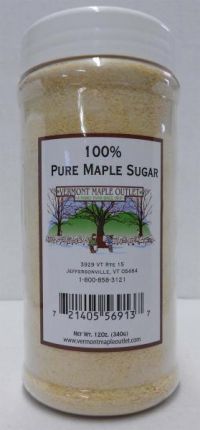 100%
PURE MAPLE SUGAR
VERMONT MAPLE OUTLET
3929 VT RTE 15
JEFFERSONVILLE, VT 05464
1-800-858-3121
7 21405 56913 7
NET WT. 12OZ. (340G)
www.vermontmapleoutlet.com